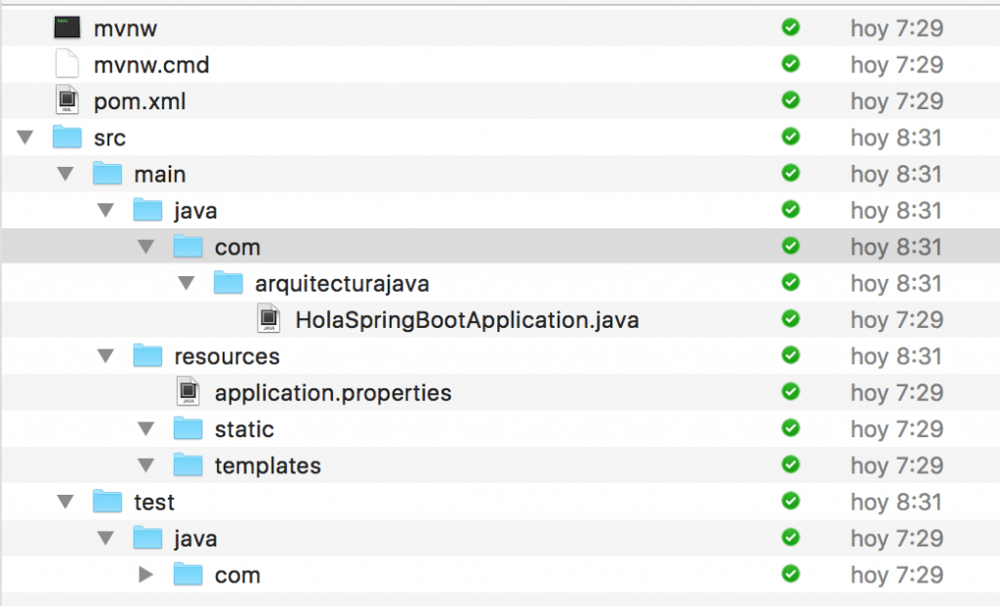 mvnw hoy 7:29
mvnw.cmd hoy 7:29
pom.xml hoy 7:29
src hoy 8:31
main hoy 8:31
java hoy 8:31
com hoy 8:31
arquitecturajava hoy 8:31
HolaSpringBootApplication.java hoy 7:29
resources hoy 8:31
application.properties hoy 7:29
static hoy 7:29
templates hoy 7:29
test hoy 8:31
java hoy 7:29
com hoy 7:29